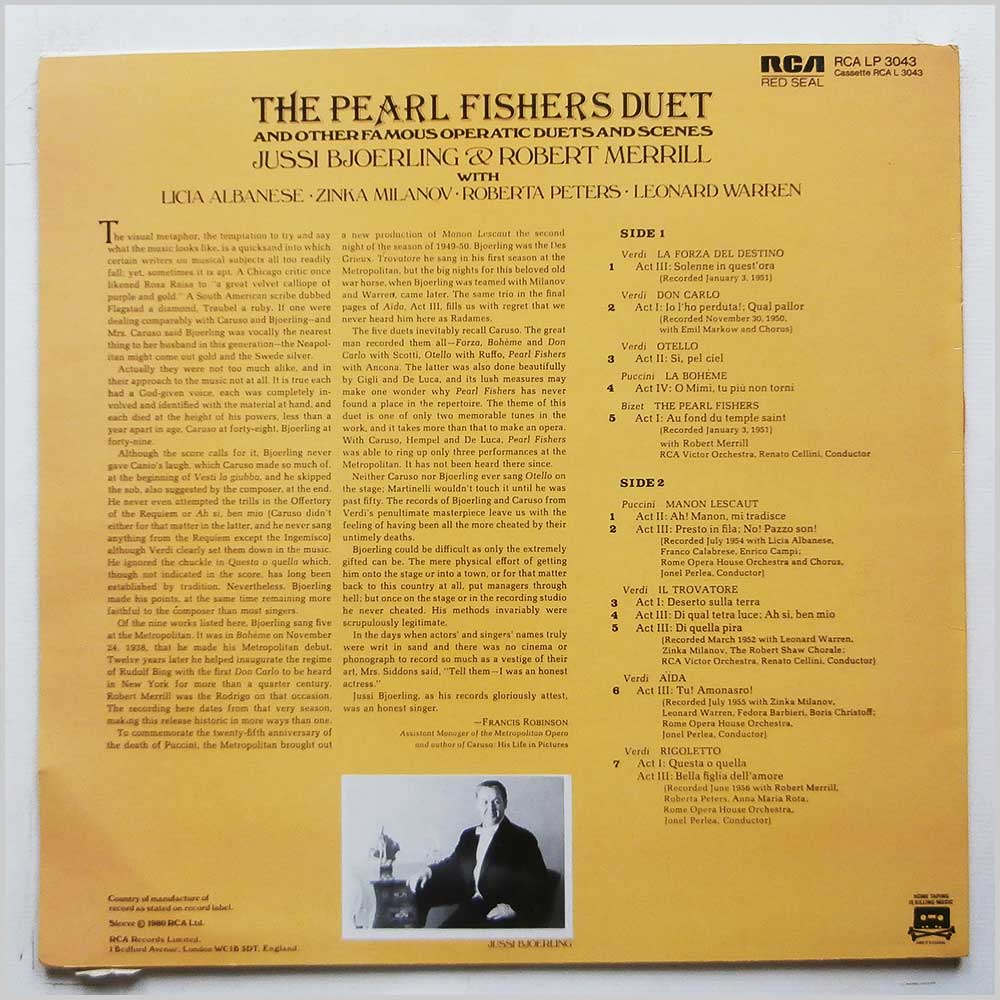 RCA RCA LP 3043
RED SEAL Cassette RCA L 3043
THE PEARL FISHERS DUET
AND OTHER FAMOUS OPERATIC DUETS AND SCENES
JUSSI BJOERLING & ROBERT MERRILL
WITH
LICIA ALBANESE · ZINKA MILANOV · ROBERTA PETERS · LEONARD WARREN
The visual metaphor, the temptation to try and say
what the music looks like, is a quicksand into which
certain writers on musical subjects all too readily
fall; yet, sometimes it is apt. A Chicago critic once
likened Rosa Raisa to "a great velvet calliope of
purple and gold." A South American scribe dubbed
Flagstad a diamond, Traubel a ruby. If one were
dealing comparably with Caruso and Bjoerling—and
Mrs. Caruso said Bjoerling was vocally the nearest
thing to her husband in this generation—the Neapol-
itan might come out gold and the Swede silver.
Actually they were not too much alike, and in
their approach to the music not at all. It is true each
had a God-given voice, each was completely in-
volved and identified with the material at hand, and
each died at the height of his powers, less than a
year apart in age, Caruso at forty-eight, Bjoerling at
forty-nine.
Although the score calls for it, Bjoerling never
gave Canio's laugh, which Caruso made so much of,
at the beginning of Vesti la giubba, and he skipped
the sob, also suggested by the composer, at the end.
He never even attempted the trills in the Offertory
of the Requiem or Ah sì, ben mio (Caruso didn't
either for that matter in the latter, and he never sang
anything from the Requiem except the Ingemisco)
although Verdi clearly set them down in the music.
He ignored the chuckle in Questa o quella which,
though not indicated in the score, has long been
established by tradition. Nevertheless, Bjoerling
made his points, at the same time remaining more
faithful to the composer than most singers.
Of the nine works listed here, Bjoerling sang five
at the Metropolitan. It was in Bohème on November
24, 1938, that he made his Metropolitan debut.
Twelve years later he helped inaugurate the regime
of Rudolf Bing with the first Don Carlo to be heard
in New York for more than a quarter century.
Robert Merrill was the Rodrigo on that occasion.
The recording here dates from that very season,
making this release historic in more ways than one.
To commemorate the twenty-fifth anniversary of
the death of Puccini, the Metropolitan brought out
a new production of Manon Lescaut the second
night of the season of 1949-50. Bjoerling was the Des
Grieux. Trovatore he sang in his first season at the
Metropolitan, but the big nights for this beloved old
war horse, when Bjoerling was teamed with Milanov
and Warren, came later. The same trio in the final
pages of Aïda, Act III, fills us with regret that we
never heard him here as Radames.
The five duets inevitably recall Caruso. The great
man recorded them all—Forza, Bohème and Don
Carlo with Scotti, Otello with Ruffo, Pearl Fishers
with Ancona. The latter was also done beautifully
by Gigli and De Luca, and its lush measures may
make one wonder why Pearl Fishers has never
found a place in the repertoire. The theme of this
duet is one of only two memorable tunes in the
work, and it takes more than that to make an opera.
With Caruso, Hempel and De Luca, Pearl Fishers
was able to ring up only three performances at the
Metropolitan. It has not been heard there since.
Neither Caruso nor Bjoerling ever sang Otello on
the stage; Martinelli wouldn't touch it until he was
past fifty. The records of Bjoerling and Caruso from
Verdi's penultimate masterpiece leave us with the
feeling of having been all the more cheated by their
untimely deaths.
Bjoerling could be difficult as only the extremely
gifted can be. The mere physical effort of getting
him onto the stage or into a town, or for that matter
back to this country at all, put managers through
hell; but once on the stage or in the recording studio
he never cheated. His methods invariably were
scrupulously legitimate.
In the days when actors' and singers' names truly
were writ in sand and there was no cinema or
phonograph to record so much as a vestige of their
art, Mrs. Siddons said, "Tell them—I was an honest
actress."
Jussi Bjoerling, as his records gloriously attest,
was an honest singer.
—FRANCIS ROBINSON
Assistant Manager of the Metropolitan Opera
and author of Caruso: His Life in Pictures
SIDE 1
Verdi LA FORZA DEL DESTINO
1 Act III: Solenne in quest'ora
(Recorded January 3, 1951)
Verdi DON CARLO
2 Act I: Io l'ho perduta!; Qual pallor
(Recorded November 30, 1950,
with Emil Markow and Chorus)
Verdi OTELLO
3 Act II: Sì, pel ciel
Puccini LA BOHÈME
4 Act IV: O Mimi, tu più non torni
Bizet THE PEARL FISHERS
5 Act I: Au fond du temple saint
(Recorded January 3, 1951)
with Robert Merrill
RCA Victor Orchestra, Renato Cellini, Conductor
SIDE 2
Puccini MANON LESCAUT
1 Act II: Ah! Manon, mi tradisce
2 Act III: Presto in fila; No! Pazzo son!
(Recorded July 1954 with Licia Albanese,
Franco Calabrese, Enrico Campi;
Rome Opera House Orchestra and Chorus,
Jonel Perlea, Conductor)
Verdi IL TROVATORE
3 Act I: Deserto sulla terra
4 Act III: Di qual tetra luce; Ah sì, ben mio
5 Act III: Di quella pira
(Recorded March 1952 with Leonard Warren,
Zinka Milanov, The Robert Shaw Chorale;
RCA Victor Orchestra, Renato Cellini, Conductor)
Verdi AÏDA
6 Act III: Tu! Amonasro!
(Recorded July 1955 with Zinka Milanov,
Leonard Warren, Fedora Barbieri, Boris Christoff;
Rome Opera House Orchestra,
Jonel Perlea, Conductor)
Verdi RIGOLETTO
7 Act I: Questa o quella
Act III: Bella figlia dell'amore
(Recorded June 1956 with Robert Merrill,
Roberta Peters, Anna Maria Rota,
Rome Opera House Orchestra,
Jonel Perlea, Conductor)
Country of manufacture of
record as stated on record label.
Sleeve © 1980 RCA Ltd.
RCA Records Limited,
1 Bedford Avenue, London WC1B 3DT, England
JUSSI BJOERLING
HOME TAPING
IS KILLING MUSIC